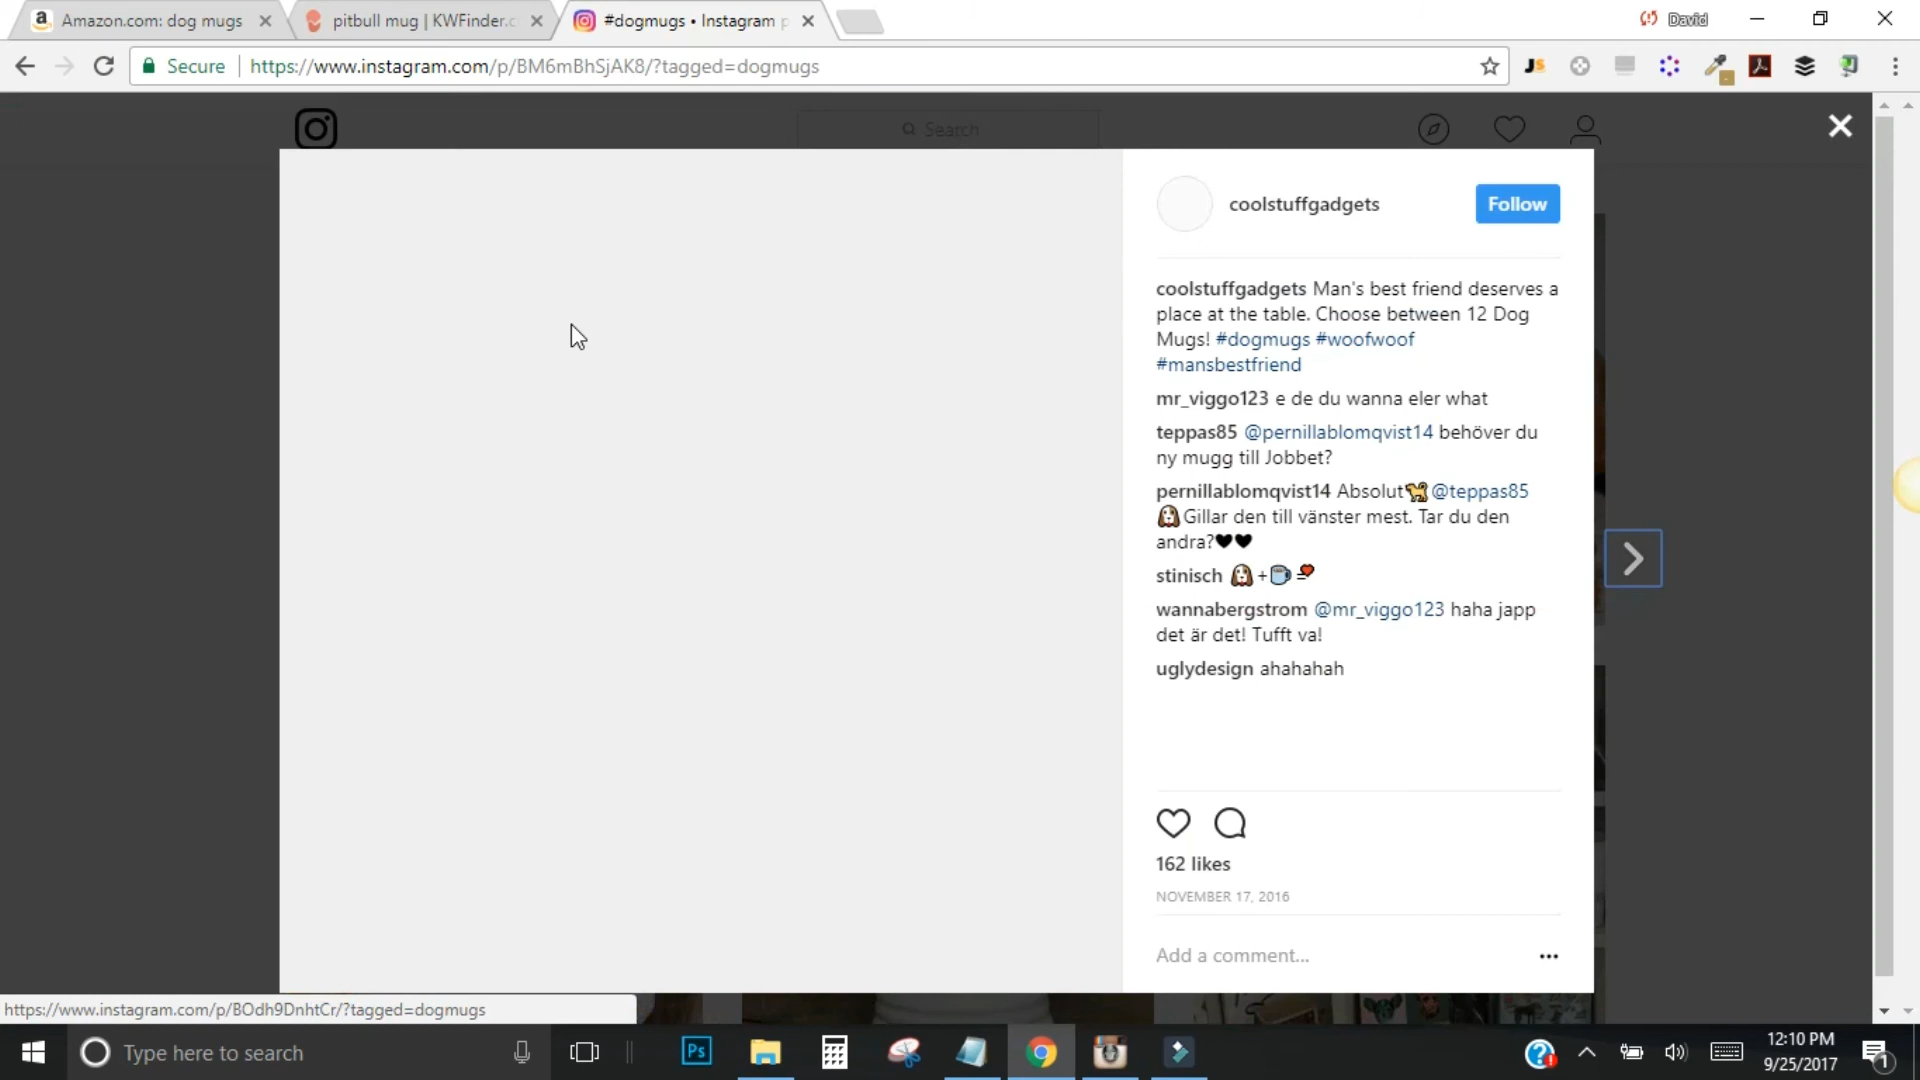 Amazon.com: dog mugs
pitbull mug | KWFinder.c
#dogmugs • Instagram p
David
Secure
https://www.instagram.com/p/BM6mBhSjAK8/?tagged=dogmugs
JS
Search
coolstuffgadgets
Follow
coolstuffgadgets Man's best friend deserves a
place at the table. Choose between 12 Dog
Mugs! #dogmugs #woofwoof
#mansbestfriend
mr_viggo123 e de du wanna eler what
teppas85 @pernillablomqvist14 behöver du
ny mugg till Jobbet?
pernillablomqvist14 Absolut🐕 @teppas85
🐶Gillar den till vänster mest. Tar du den
andra?♥♥
stinisch 🐶+☕=❤
wannabergstrom @mr_viggo123 haha japp
det är det! Tufft va!
uglydesign ahahahah
162 likes
NOVEMBER 17, 2016
Add a comment...
https://www.instagram.com/p/BOdh9DnhtCr/?tagged=dogmugs
Type here to search
Ps
12:10 PM
9/25/2017
1